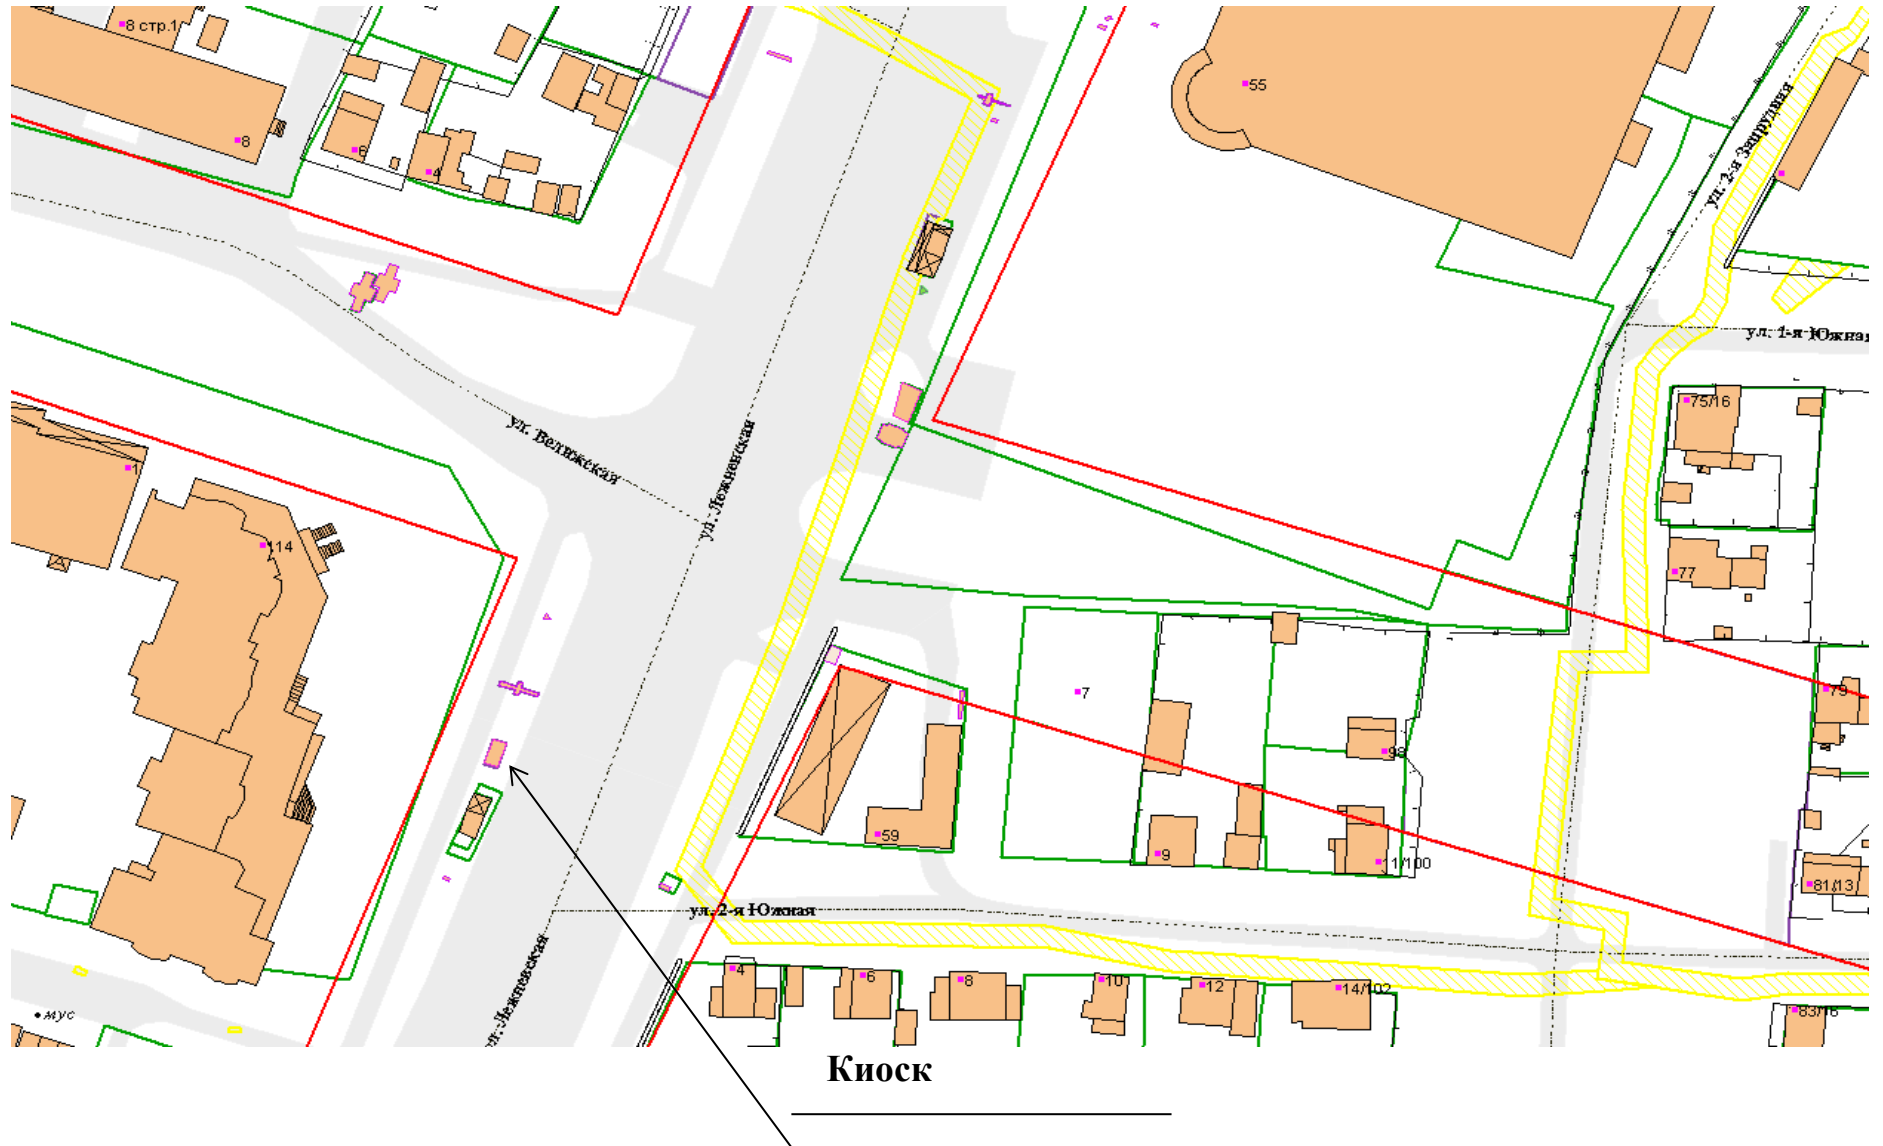 8 стр.1
8
6
4
55
ул. 2-я Запрудная
ул. 1-я Южная
75/16
ул. Велижская
ул. Лежневская
1
114
77
79
7
98
59
9
11/100
81/13
ул. 2-я Южная
ул. Лежневская
4
6
8
10
12
14/102
83/16
мус
Киоск